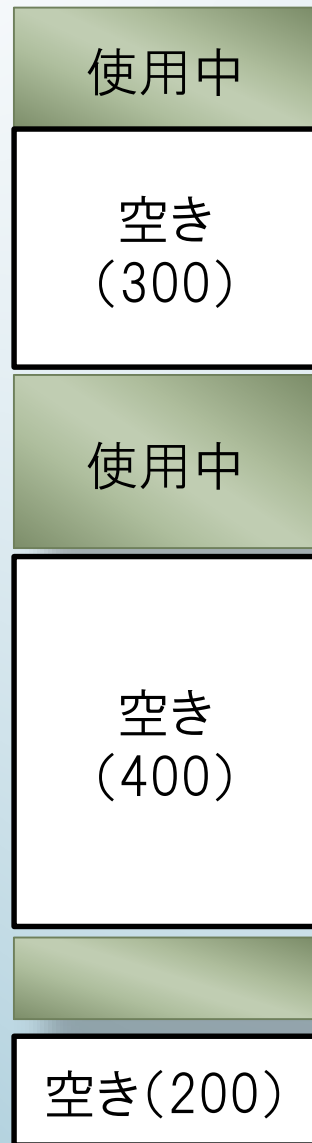 使用中
空き
（300）
使用中
空き
（400）
空き（200）